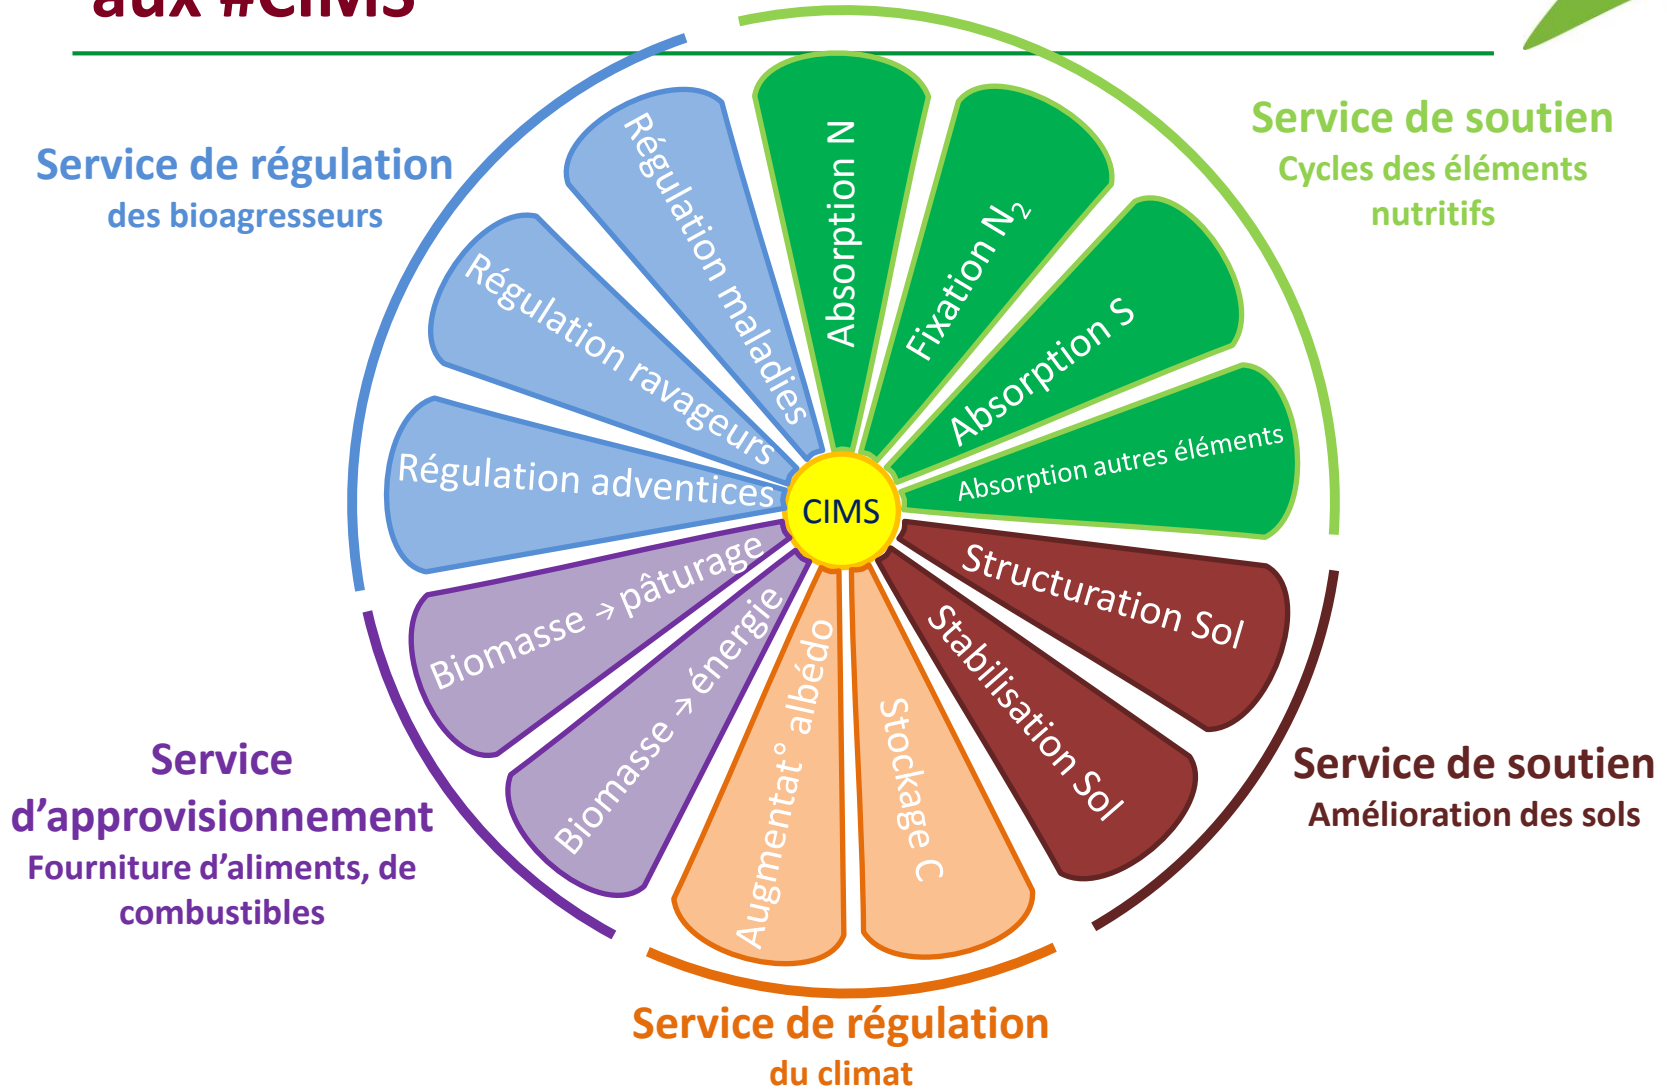 aux #CIMS
Service de régulation
des bioagresseurs
Service de soutien
Cycles des éléments
nutritifs
Régulation maladies
Régulation ravageurs
Régulation adventices
Absorption N
Fixation N₂
Absorption S
Absorption autres éléments
CIMS
Structuration Sol
Stabilisation Sol
Stockage C
Augmentat° albédo
Biomasse → énergie
Biomasse → pâturage
Service
d’approvisionnement
Fourniture d’aliments, de
combustibles
Service de soutien
Amélioration des sols
Service de régulation
du climat